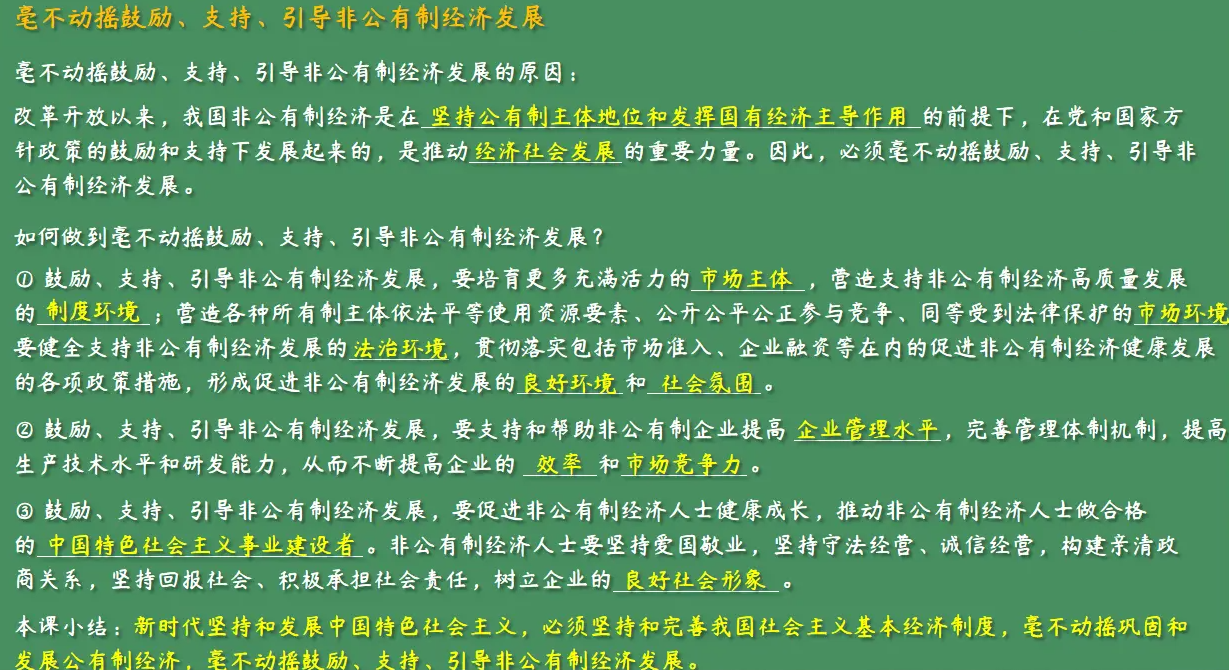 毫不动摇鼓励、支持、引导非公有制经济发展
毫不动摇鼓励、支持、引导非公有制经济发展的原因：
改革开放以来，我国非公有制经济是在 坚持公有制主体地位和发挥国有经济主导作用 的前提下，在党和国家方
针政策的鼓励和支持下发展起来的，是推动 经济社会发展 的重要力量。因此，必须毫不动摇鼓励、支持、引导非
公有制经济发展。
如何做到毫不动摇鼓励、支持、引导非公有制经济发展？
① 鼓励、支持、引导非公有制经济发展，要培育更多充满活力的 市场主体 ，营造支持非公有制经济高质量发展
的 制度环境 ；营造各种所有制主体依法平等使用资源要素、公开公平公正参与竞争、同等受到法律保护的市场环境
要健全支持非公有制经济发展的法治环境，贯彻落实包括市场准入、企业融资等在内的促进非公有制经济健康发展
的各项政策措施，形成促进非公有制经济发展的良好环境 和 社会氛围 。
② 鼓励、支持、引导非公有制经济发展，要支持和帮助非公有制企业提高 企业管理水平，完善管理体制机制，提高
生产技术水平和研发能力，从而不断提高企业的 效率 和市场竞争力 。
③ 鼓励、支持、引导非公有制经济发展，要促进非公有制经济人士健康成长，推动非公有制经济人士做合格
的 中国特色社会主义事业建设者 。非公有制经济人士要坚持爱国敬业，坚持守法经营、诚信经营，构建亲清政
商关系，坚持回报社会、积极承担社会责任，树立企业的 良好社会形象 。
本课小结：新时代坚持和发展中国特色社会主义，必须坚持和完善我国社会主义基本经济制度，毫不动摇巩固和
发展公有制经济，毫不动摇鼓励、支持、引导非公有制经济发展。